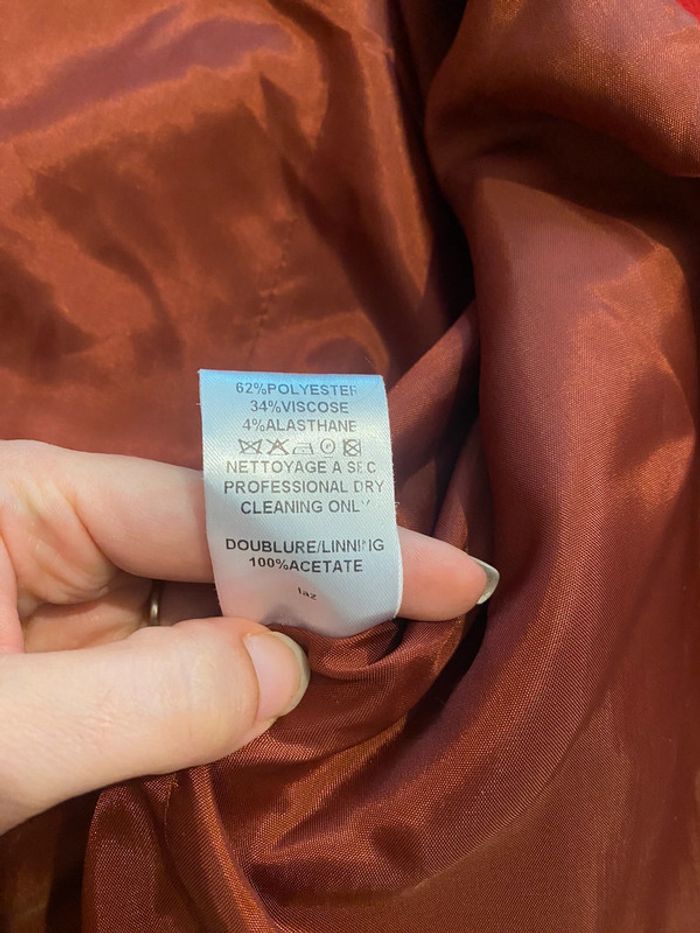 62%POLYESTER
34%VISCOSE
4%ALASTHANE
NETTOYAGE A SEC
PROFESSIONAL DRY
CLEANING ONLY
DOUBLURE/LINNING
100%ACETATE